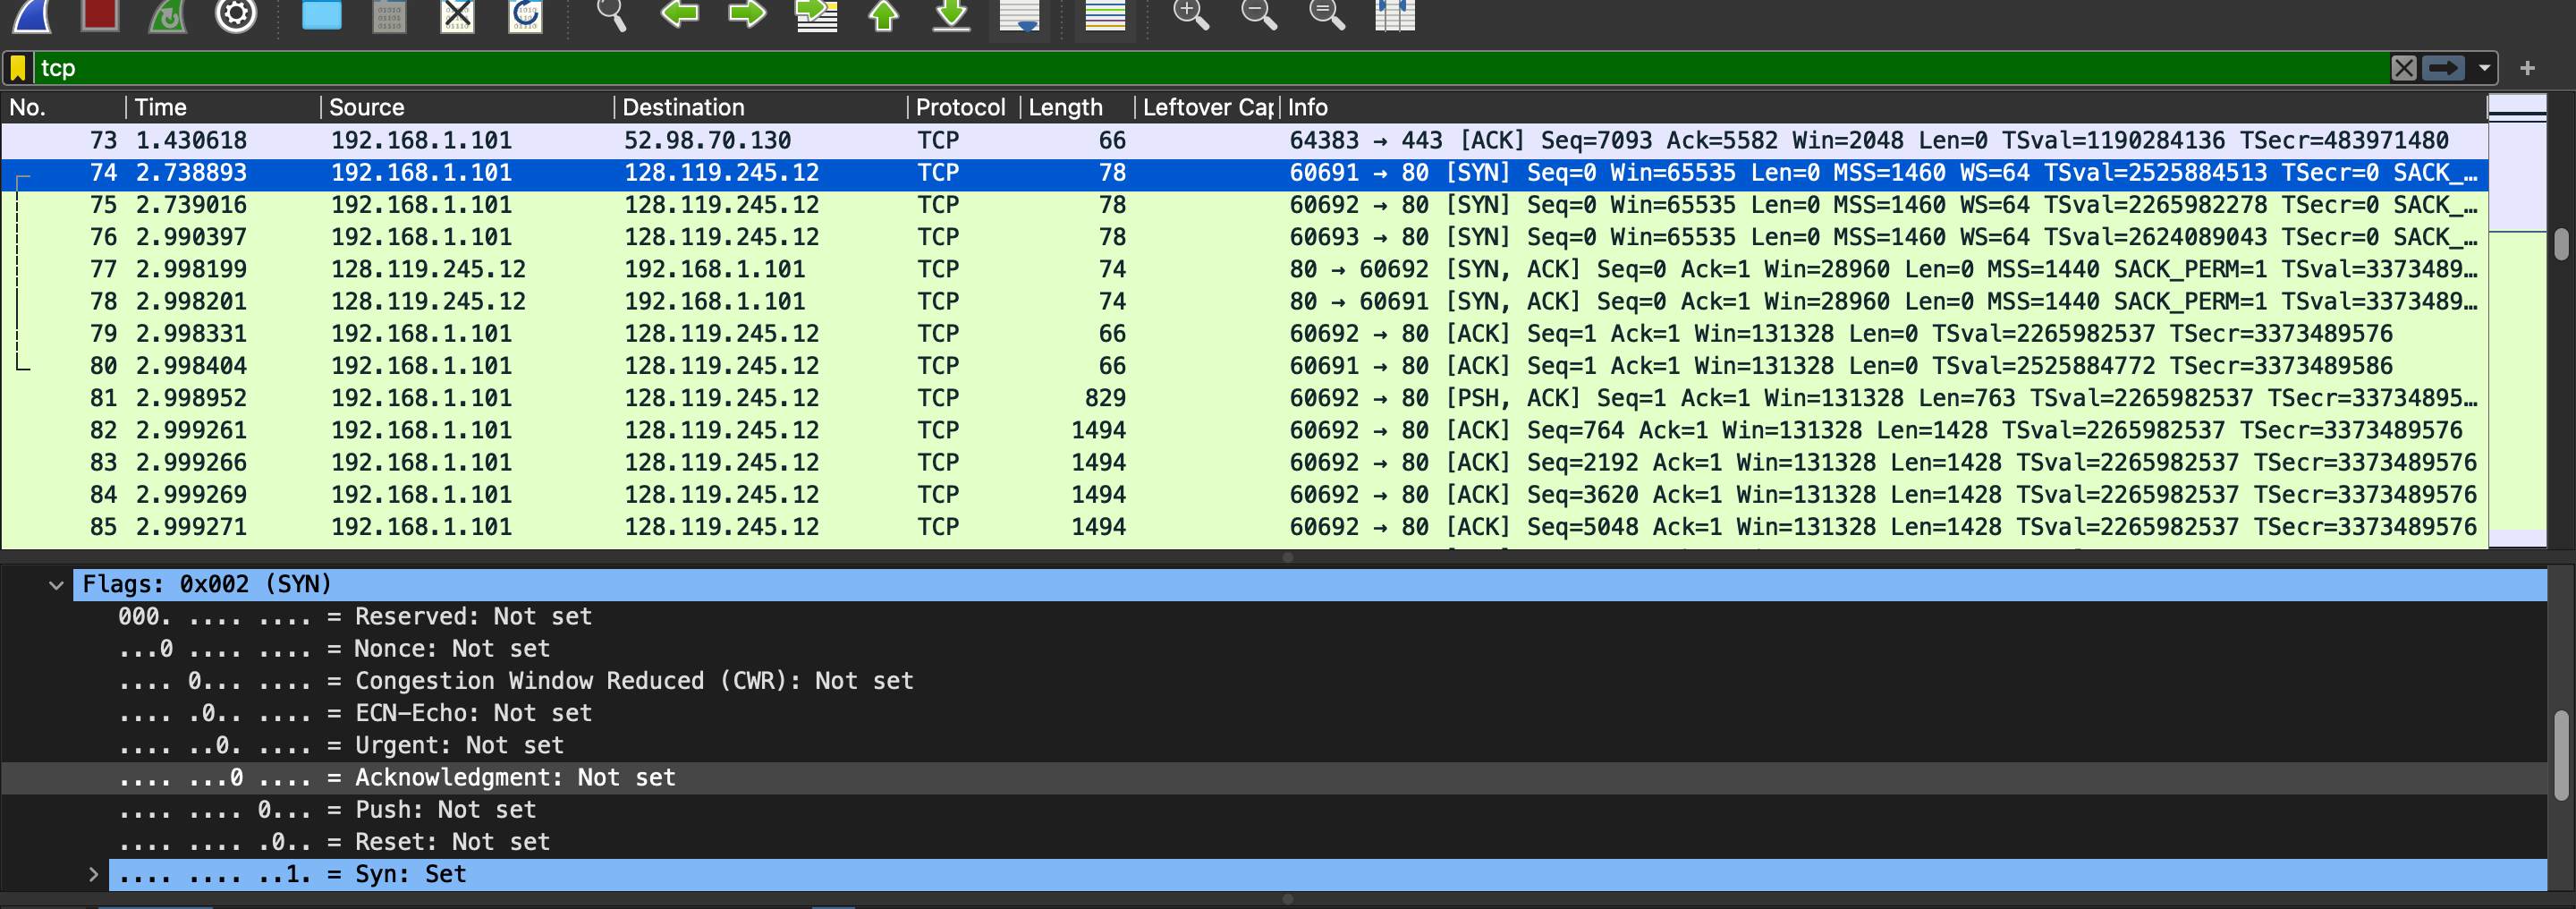 tcp
No. Time Source Destination Protocol Length Leftover Cap Info
73 1.430618 192.168.1.101 52.98.70.130 TCP 66 64383 → 443 [ACK] Seq=7093 Ack=5582 Win=2048 Len=0 TSval=1190284136 TSecr=483971480
74 2.738893 192.168.1.101 128.119.245.12 TCP 78 60691 → 80 [SYN] Seq=0 Win=65535 Len=0 MSS=1460 WS=64 TSval=2525884513 TSecr=0 SACK_…
75 2.739016 192.168.1.101 128.119.245.12 TCP 78 60692 → 80 [SYN] Seq=0 Win=65535 Len=0 MSS=1460 WS=64 TSval=2265982278 TSecr=0 SACK_…
76 2.990397 192.168.1.101 128.119.245.12 TCP 78 60693 → 80 [SYN] Seq=0 Win=65535 Len=0 MSS=1460 WS=64 TSval=2624089043 TSecr=0 SACK_…
77 2.998199 128.119.245.12 192.168.1.101 TCP 74 80 → 60692 [SYN, ACK] Seq=0 Ack=1 Win=28960 Len=0 MSS=1440 SACK_PERM=1 TSval=3373489…
78 2.998201 128.119.245.12 192.168.1.101 TCP 74 80 → 60691 [SYN, ACK] Seq=0 Ack=1 Win=28960 Len=0 MSS=1440 SACK_PERM=1 TSval=3373489…
79 2.998331 192.168.1.101 128.119.245.12 TCP 66 60692 → 80 [ACK] Seq=1 Ack=1 Win=131328 Len=0 TSval=2265982537 TSecr=3373489576
80 2.998404 192.168.1.101 128.119.245.12 TCP 66 60691 → 80 [ACK] Seq=1 Ack=1 Win=131328 Len=0 TSval=2525884772 TSecr=3373489586
81 2.998952 192.168.1.101 128.119.245.12 TCP 829 60692 → 80 [PSH, ACK] Seq=1 Ack=1 Win=131328 Len=763 TSval=2265982537 TSecr=33734895…
82 2.999261 192.168.1.101 128.119.245.12 TCP 1494 60692 → 80 [ACK] Seq=764 Ack=1 Win=131328 Len=1428 TSval=2265982537 TSecr=3373489576
83 2.999266 192.168.1.101 128.119.245.12 TCP 1494 60692 → 80 [ACK] Seq=2192 Ack=1 Win=131328 Len=1428 TSval=2265982537 TSecr=3373489576
84 2.999269 192.168.1.101 128.119.245.12 TCP 1494 60692 → 80 [ACK] Seq=3620 Ack=1 Win=131328 Len=1428 TSval=2265982537 TSecr=3373489576
85 2.999271 192.168.1.101 128.119.245.12 TCP 1494 60692 → 80 [ACK] Seq=5048 Ack=1 Win=131328 Len=1428 TSval=2265982537 TSecr=3373489576
Flags: 0x002 (SYN)
000. .... .... = Reserved: Not set
...0 .... .... = Nonce: Not set
.... 0... .... = Congestion Window Reduced (CWR): Not set
.... .0.. .... = ECN-Echo: Not set
.... ..0. .... = Urgent: Not set
.... ...0 .... = Acknowledgment: Not set
.... .... 0... = Push: Not set
.... .... .0.. = Reset: Not set
.... .... ..1. = Syn: Set